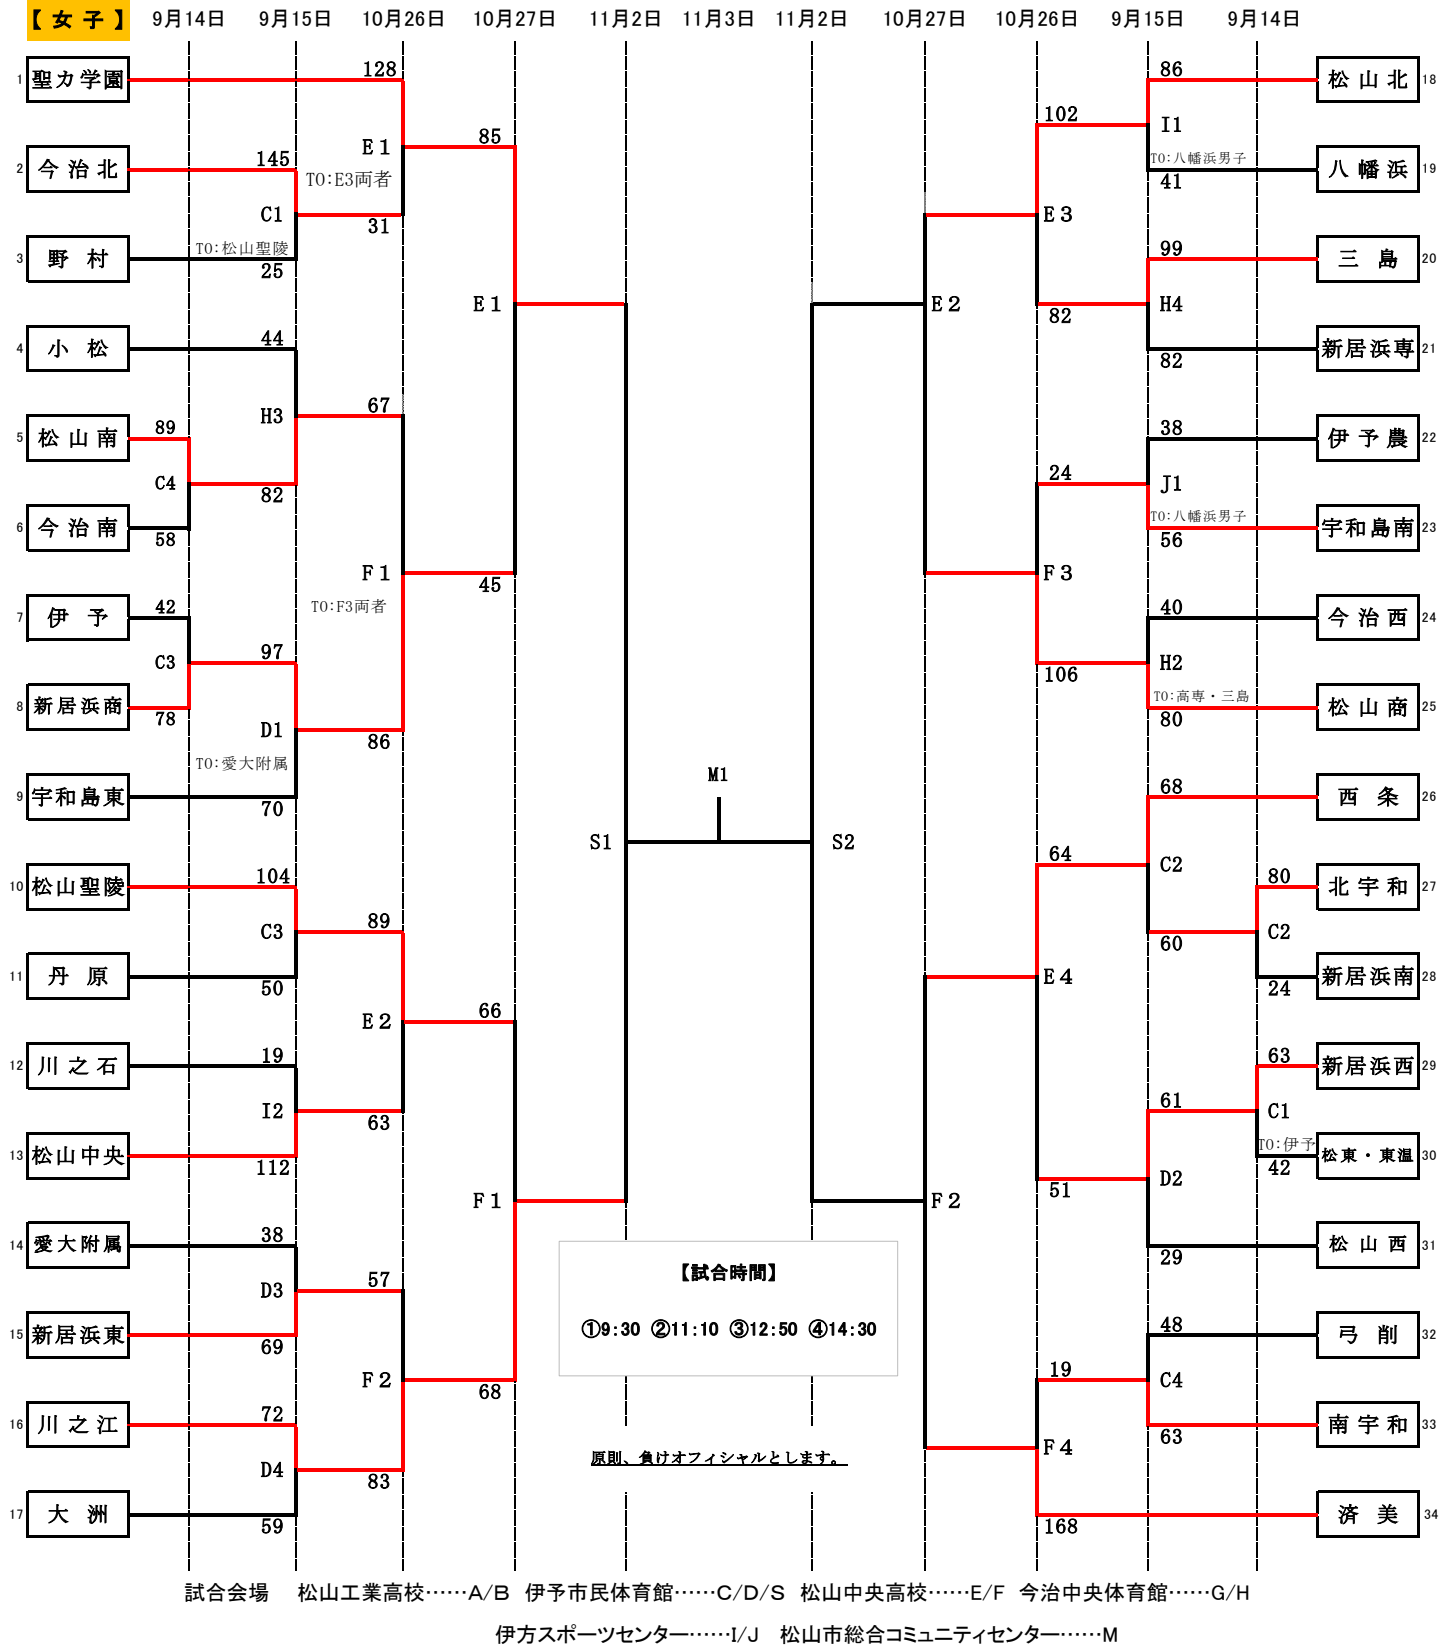 【 女 子 】 9月14日 9月15日 10月26日 10月27日 11月2日 11月3日 11月2日 10月27日 10月26日 9月15日 9月14日
1 聖カ学園 128
E1
TO:E3両者
85
2 今治北 145
C1
TO:松山聖陵
31
3 野村 25
E1
4 小松 44
H3
67
5 松山南 89
C4
82
6 今治南 58
F1
TO:F3両者
45
7 伊予 42
C3
97
8 新居浜商 78
D1
TO:愛大附属
86
9 宇和島東 70
S1
10 松山聖陵 104
C3
89
11 丹原 50
E2
66
12 川之石 19
I2
63
13 松山中央 112
F1
14 愛大附属 38
D3
57
15 新居浜東 69
F2
68
16 川之江 72
D4
83
17 大洲 59
M1
86 松山北 18
102
I1
TO:八幡浜男子
41 八幡浜 19
E3
99 三島 20
E2
82
H4
82 新居浜専 21
38 伊予農 22
24
J1
TO:八幡浜男子
56 宇和島南 23
F3
40 今治西 24
106
H2
TO:高専・三島
80 松山商 25
68 西条 26
S2
64
C2
80 北宇和 27
60
C2
24 新居浜南 28
E4
63 新居浜西 29
61
C1
TO:伊予
42 松東・東温 30
51
D2
F2
29 松山西 31
48 弓削 32
19
C4
63 南宇和 33
F4
168 済美 34
【試合時間】
①9:30 ②11:10 ③12:50 ④14:30
原則、負けオフィシャルとします。
試合会場 松山工業高校……A/B 伊予市民体育館……C/D/S 松山中央高校……E/F 今治中央体育館……G/H
伊方スポーツセンター……I/J 松山市総合コミュニティセンター……M